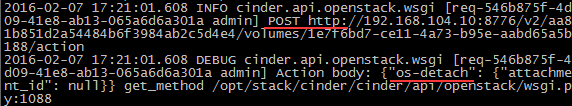 2016-02-07 17:21:01.608 INFO cinder.api.openstack.wsgi [req-546b875f-4d
d09-41e8-ab13-065a6d6a301a admin] POST http://192.168.104.10:8776/v2/aa8
1b851d2a54484b6f3984ab2c5d4e4/volumes/1e7f6bd7-ce11-4a73-b95e-aabd65a5b
188/action
2016-02-07 17:21:01.608 DEBUG cinder.api.openstack.wsgi [req-546b875f-4
d09-41e8-ab13-065a6d6a301a admin] Action body: {"os-detach": {"attachme
nt_id": null}} get_method /opt/stack/cinder/cinder/api/openstack/wsgi.p
y:1088